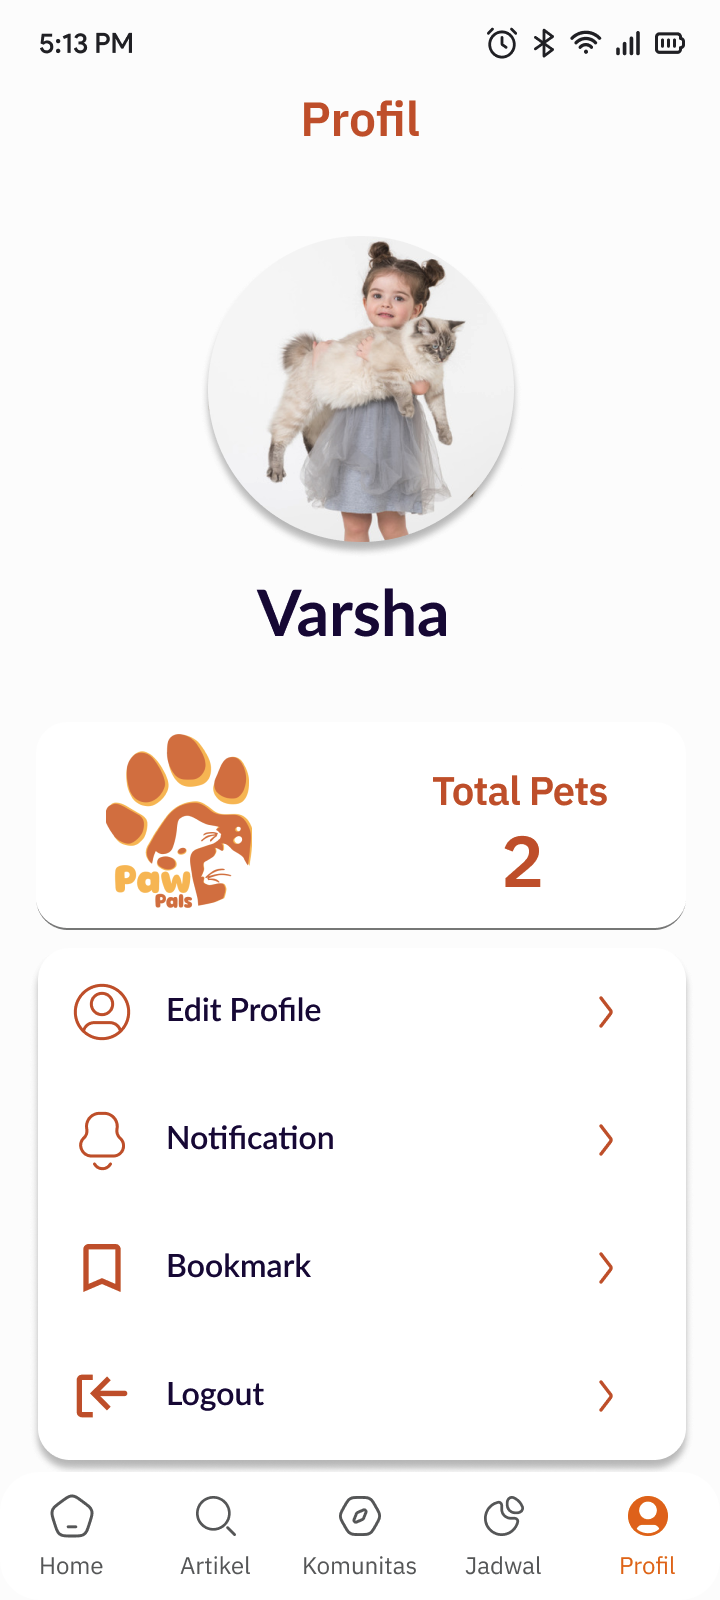 5:13 PM
Profil
Varsha
Total Pets
2
Paw
Pals
Edit Profile
Notification
Bookmark
Logout
Home
Artikel
Komunitas
Jadwal
Profil